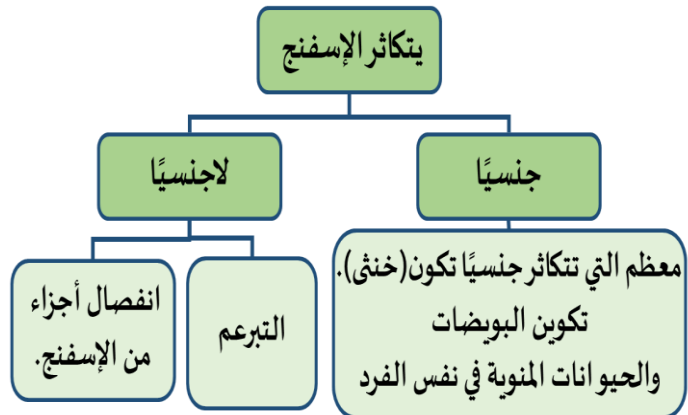 يتكاثر الإسفنج
جنسيًا
لاجنسيًا
معظم التي تتكاثر جنسيًا تكون(خنثى).
تكوين البويضات
والحيوانات المنوية في نفس الفرد
التبرعم
انفصال أجزاء
من الإسفنج.